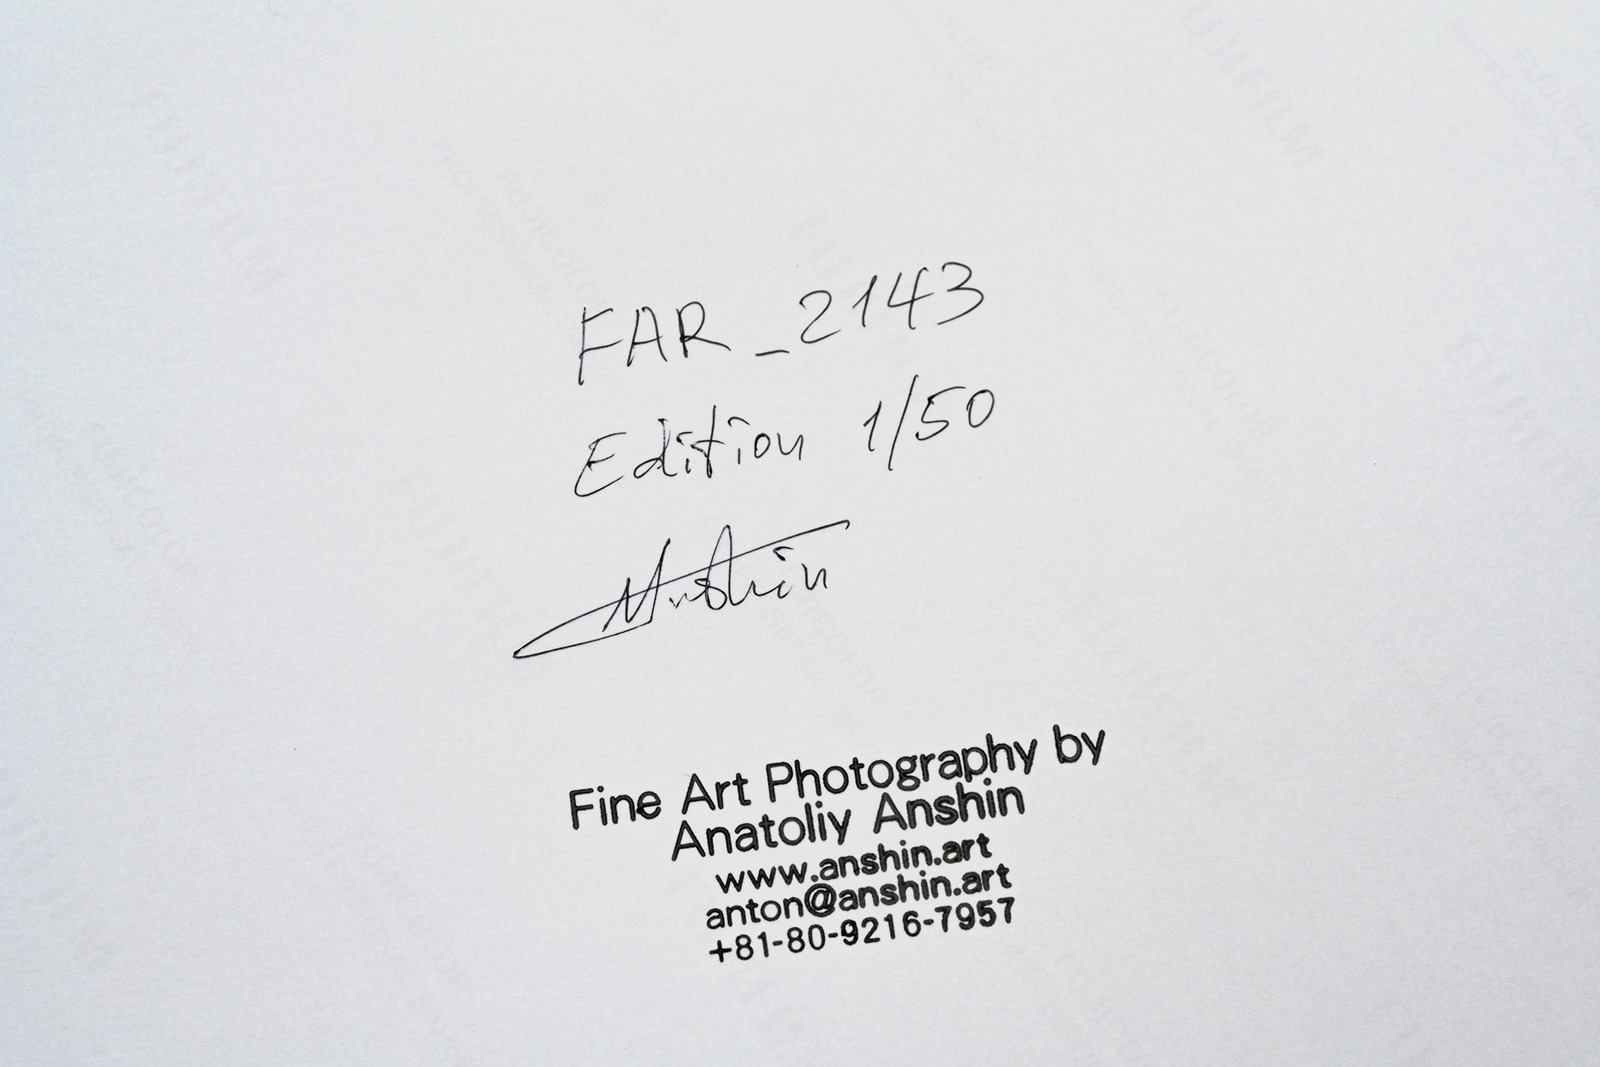 FAR_2143
Edition 1/50
Anshin
Fine Art Photography by
Anatoliy Anshin
www.anshin.art
anton@anshin.art
+81-80-9216-7957